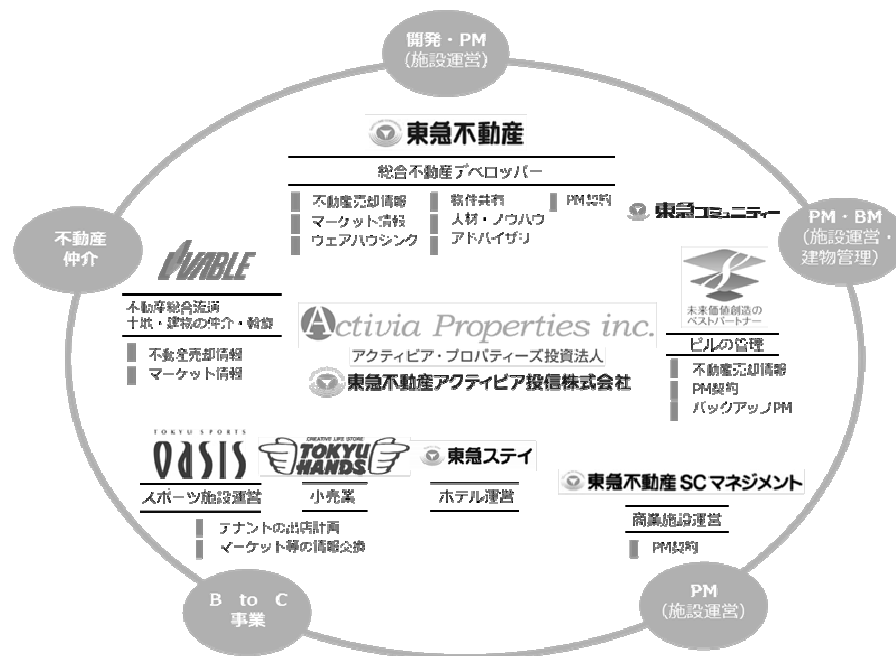 開発・PM
(施設運営)
東急不動産
総合不動産デベロッパー
不動産売却情報
マーケット情報
ウェアハウジング
物件共有
人材・ノウハウ
アドバイザリ
PM契約
東急コミュニティー
PM・BM
(施設運営・
建物管理)
不動産
仲介
LIVABLE
不動産総合流通
土地・建物の仲介・斡旋
不動産売却情報
マーケット情報
未来価値創造の
ベストパートナー
ビルの管理
不動産売却情報
PM契約
バックアップPM
Activia Properties inc.
アクティビア・プロパティーズ投資法人
東急不動産アクティビア投信株式会社
TOKYU SPORTS
OASIS
スポーツ施設運営
CREATIVE LIFE STORE
TOKYU
HANDS
小売業
東急ステイ
ホテル運営
テナントの出店計画
マーケット等の情報交換
東急不動産SCマネジメント
商業施設運営
PM契約
B to C
事業
PM
(施設運営)